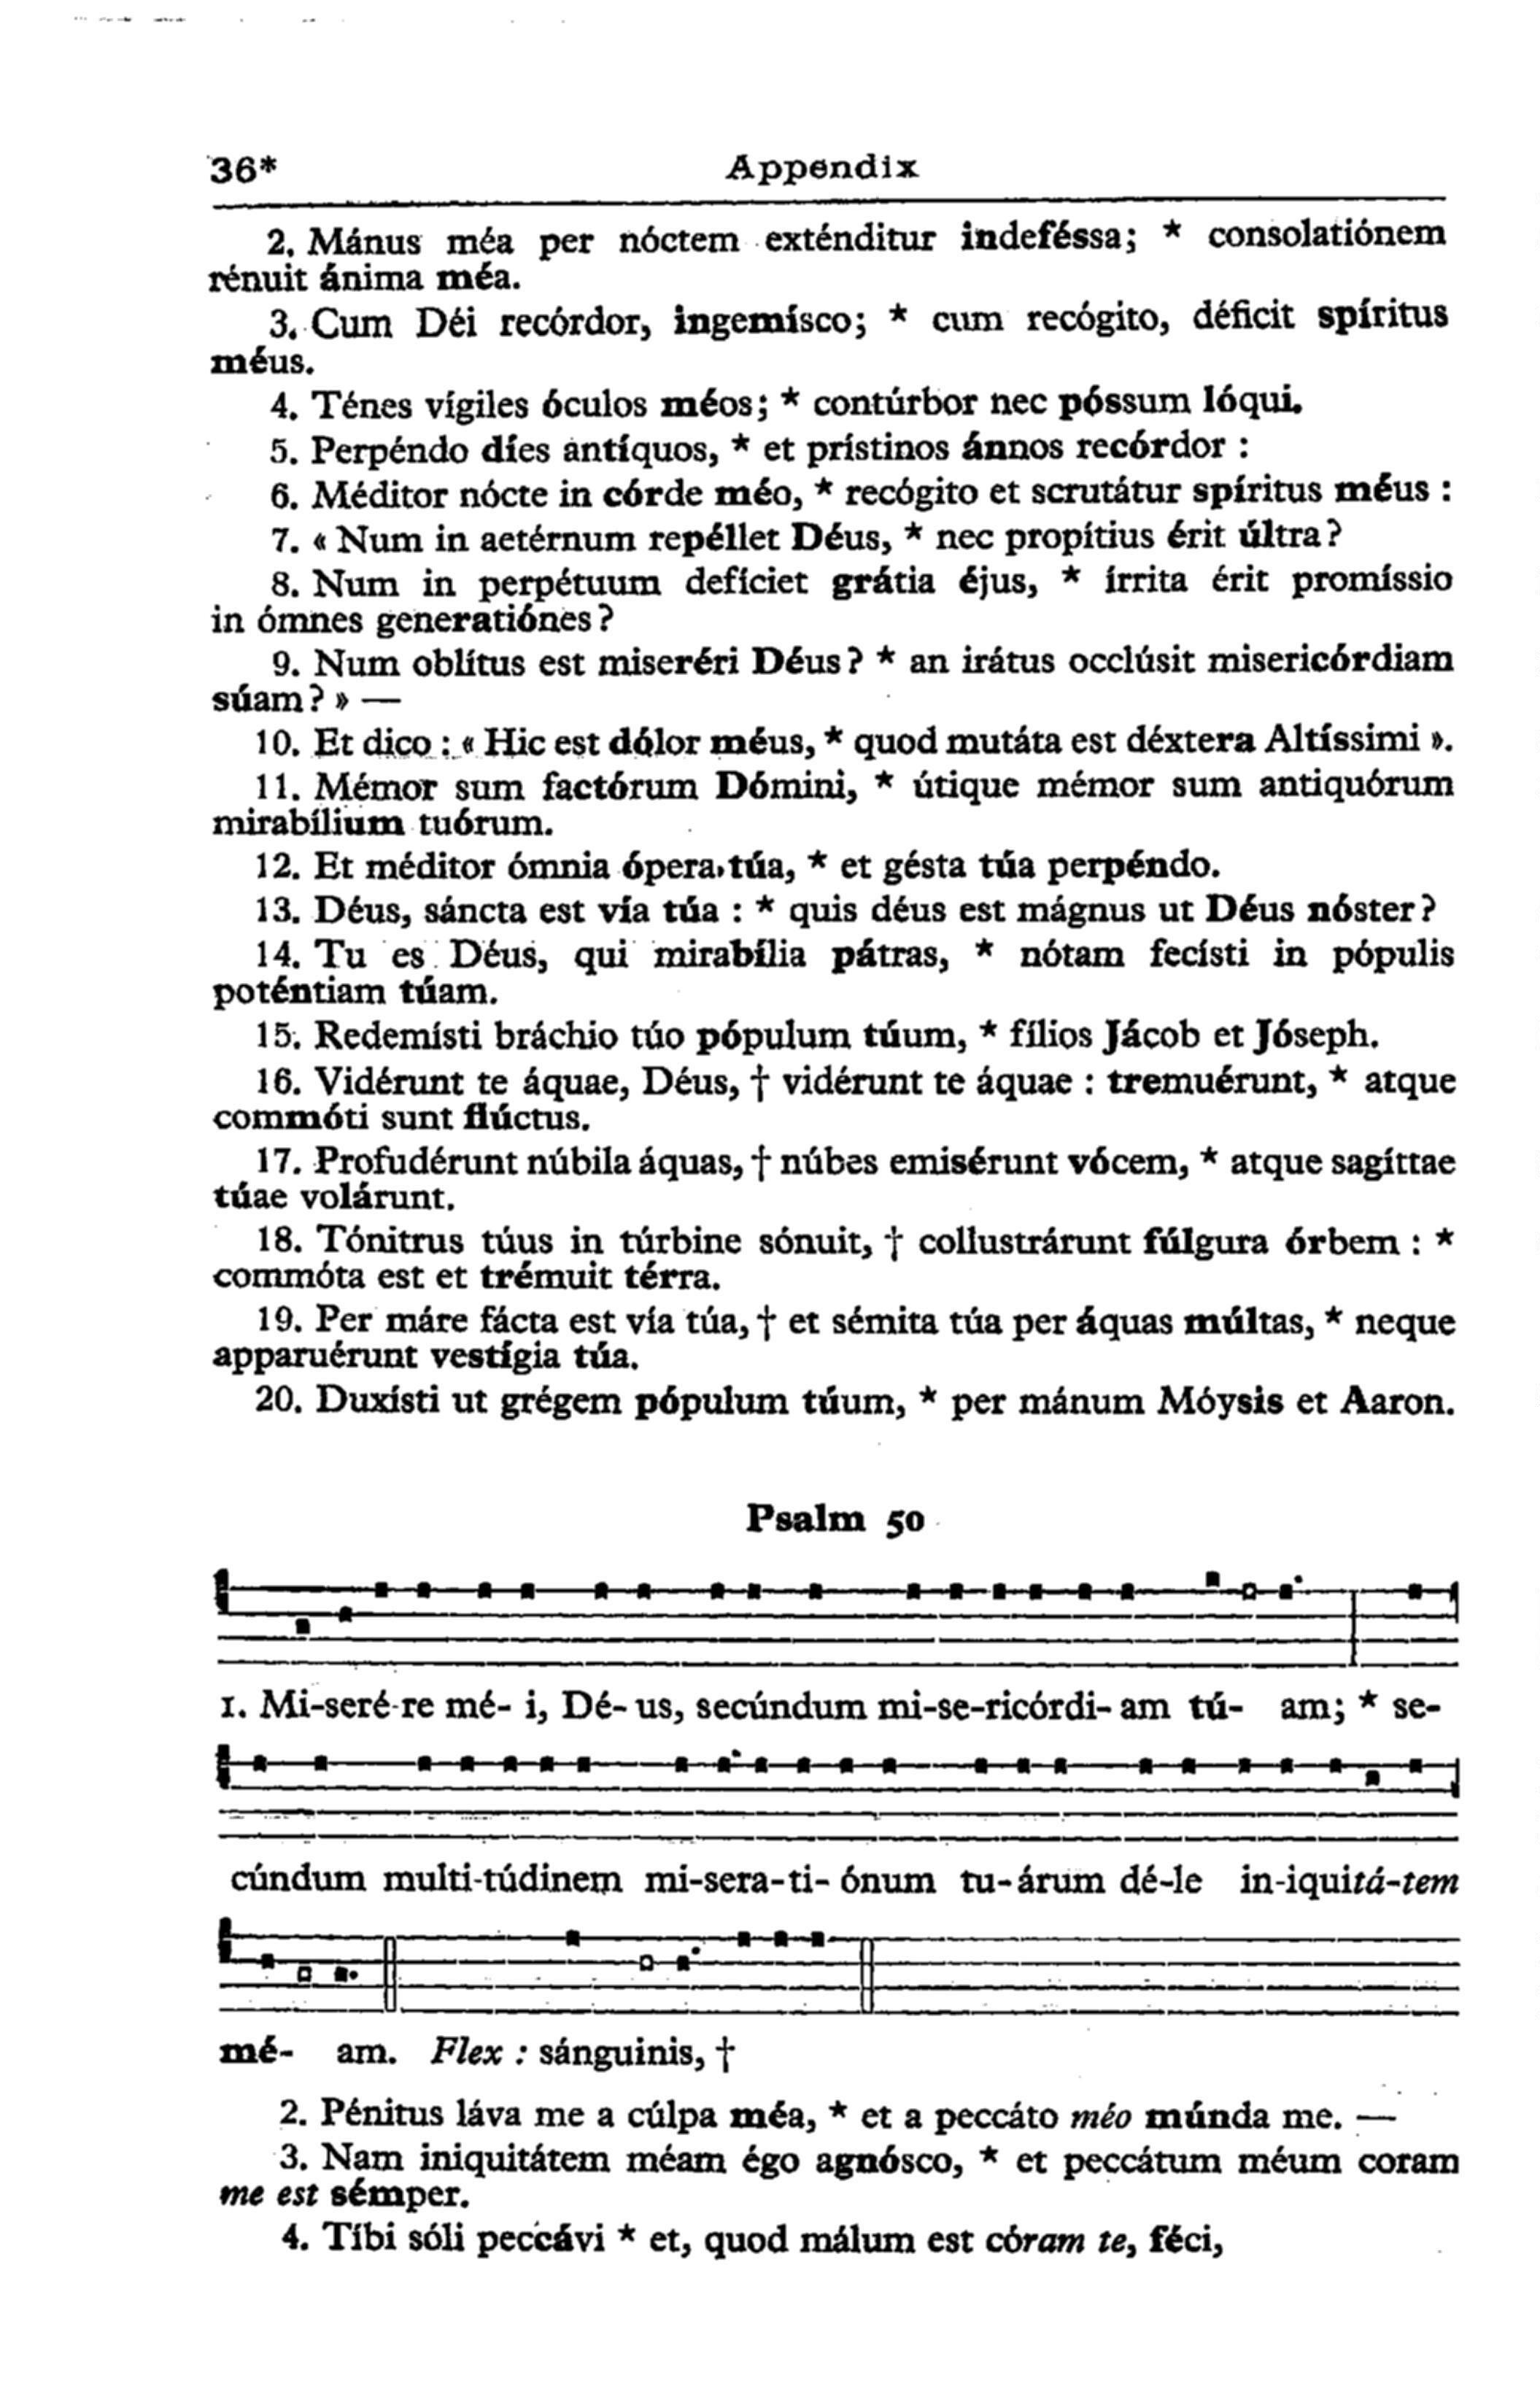 36* Appendix
2. Mánus méa per nóctem exténditur indeféssa; * consolatiónem
rénuit ánima méa.
3. Cum Déi recórdor, ingemísco; * cum recógito, déficit spíritus
méus.
4. Ténes vígiles óculos méos; * contúrbor nec póssum lóqui.
5. Perpéndo díes antíquos, * et prístinos ánnos recórdor :
6. Méditor nócte in córde méo, * recógito et scrutátur spíritus méus :
7. « Num in aetérnum repéllet Déus, * nec propítius érit últra?
8. Num in perpétuum defíciet grátia éjus, * írrita érit promíssio
in ómnes generatiónes?
9. Num oblítus est miseréri Déus? * an irátus occlúsit misericórdiam
súam? » —
10. Et dico : « Hic est dólor méus, * quod mutáta est déxtera Altíssimi ».
11. Mémor sum factórum Dómini, * útique mémor sum antiquórum
mirabílium tuórum.
12. Et méditor ómnia ópera túa, * et gésta túa perpéndo.
13. Déus, sáncta est vía túa : * quis déus est mágnus ut Déus nóster?
14. Tu es Déus, qui mirabília pátras, * nótam fecísti in pópulis
poténtiam túam.
15. Redemísti bráchio túo pópulum túum, * fílios Jácob et Jóseph.
16. Vidérunt te áquae, Déus, † vidérunt te áquae : tremuérunt, * atque
commóti sunt flúctus.
17. Profudérunt núbila áquas, † núbes emisérunt vócem, * atque sagíttae
túae volárunt.
18. Tónitrus túus in túrbine sónuit, † collustrárunt fúlgura órbem : *
commóta est et trémuit térra.
19. Per máre fácta est vía túa, † et sémita túa per áquas múltas, * neque
apparuérunt vestígia túa.
20. Duxísti ut grégem pópulum túum, * per mánum Móysis et Aaron.
Psalm 50
1. Mi-seré-re mé- i, Dé- us, secúndum mi-se-ricórdi- am tú- am; * se-
cúndum multi-túdinem mi-sera-ti- ónum tu-árum dé-le in-iquitá-tem
mé- am. Flex : sánguinis, †
2. Pénitus láva me a cúlpa méa, * et a peccáto méo múnda me. —
3. Nam iniquitátem méam égo agnósco, * et peccátum méum coram
me est sémper.
4. Tíbi sóli peccávi * et, quod málum est córam te, féci,